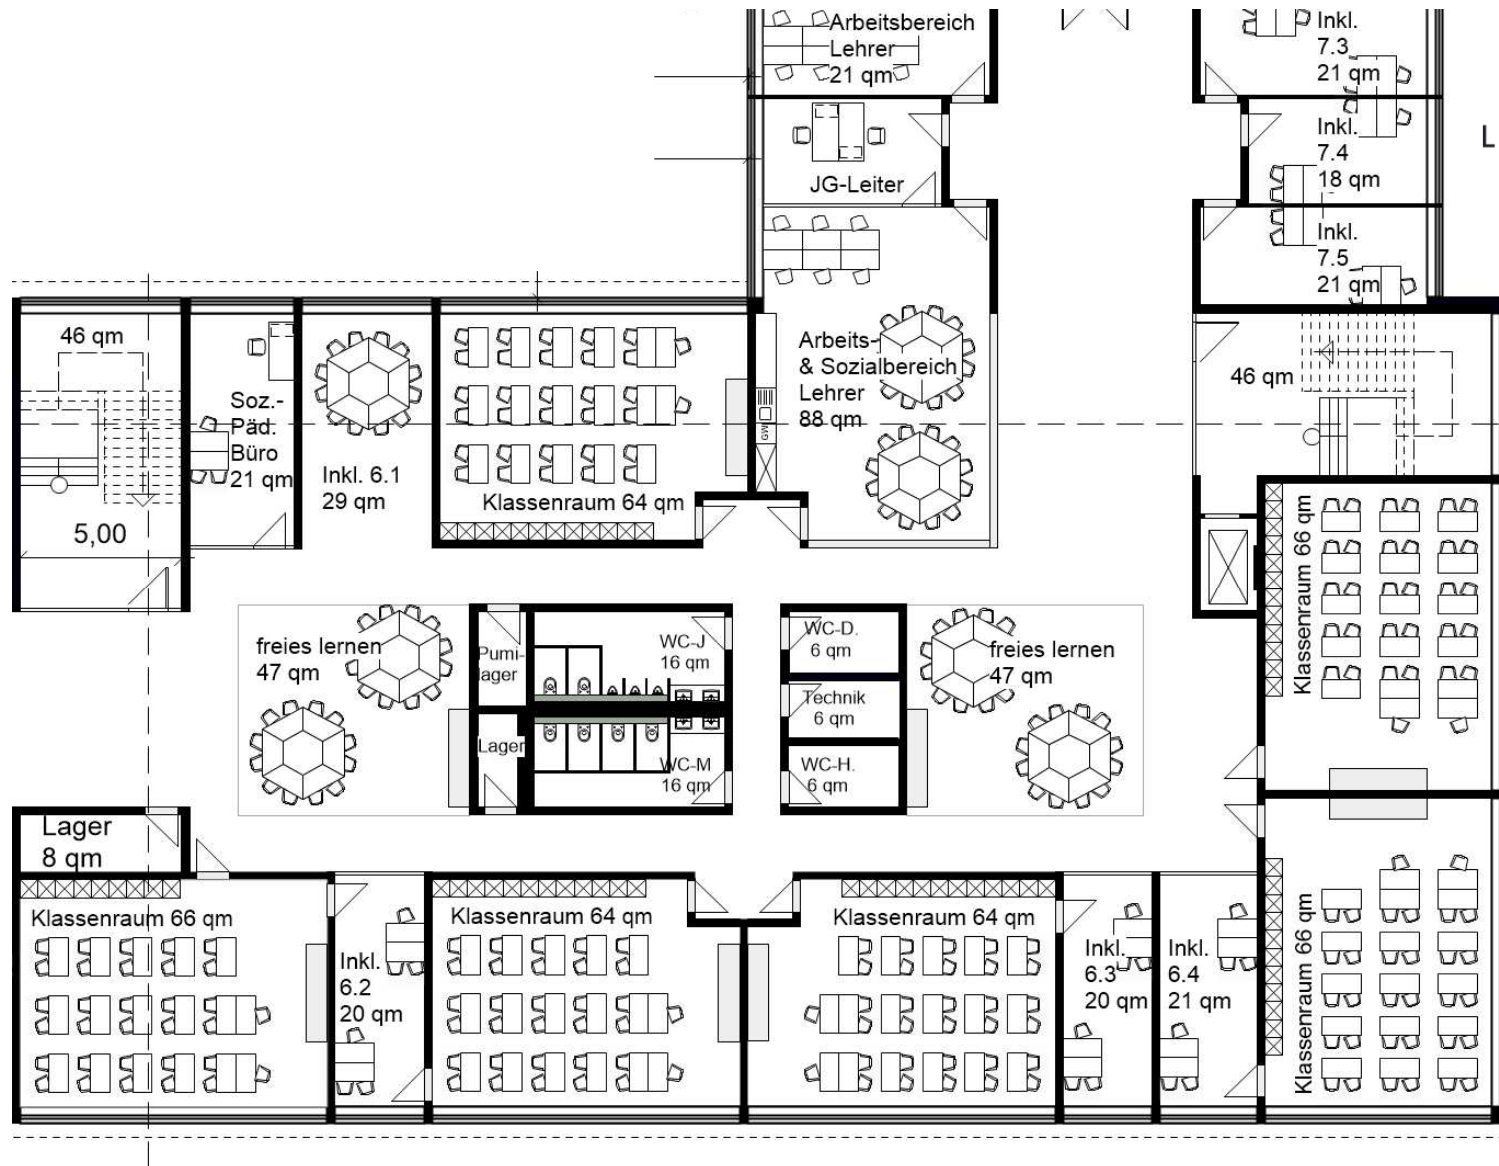 Arbeitsbereich
Lehrer
21 qm
Inkl.
7.3
21 qm
JG-Leiter
Inkl.
7.4
18 qm
L
Inkl.
7.5
21 qm
46 qm
5,00
Soz.-
Päd.
Büro
21 qm
Inkl. 6.1
29 qm
Klassenraum 64 qm
Arbeits-
& Sozialbereich
Lehrer
88 qm
GW
46 qm
Klassenraum 66 qm
freies lernen
47 qm
Pumi-
lager
WC-J
16 qm
Lager
WC-M
16 qm
WC-D.
6 qm
Technik
6 qm
WC-H.
6 qm
freies lernen
47 qm
Lager
8 qm
Klassenraum 66 qm
Inkl.
6.2
20 qm
Klassenraum 64 qm
Klassenraum 64 qm
Inkl.
6.3
20 qm
Inkl.
6.4
21 qm
Klassenraum 66 qm